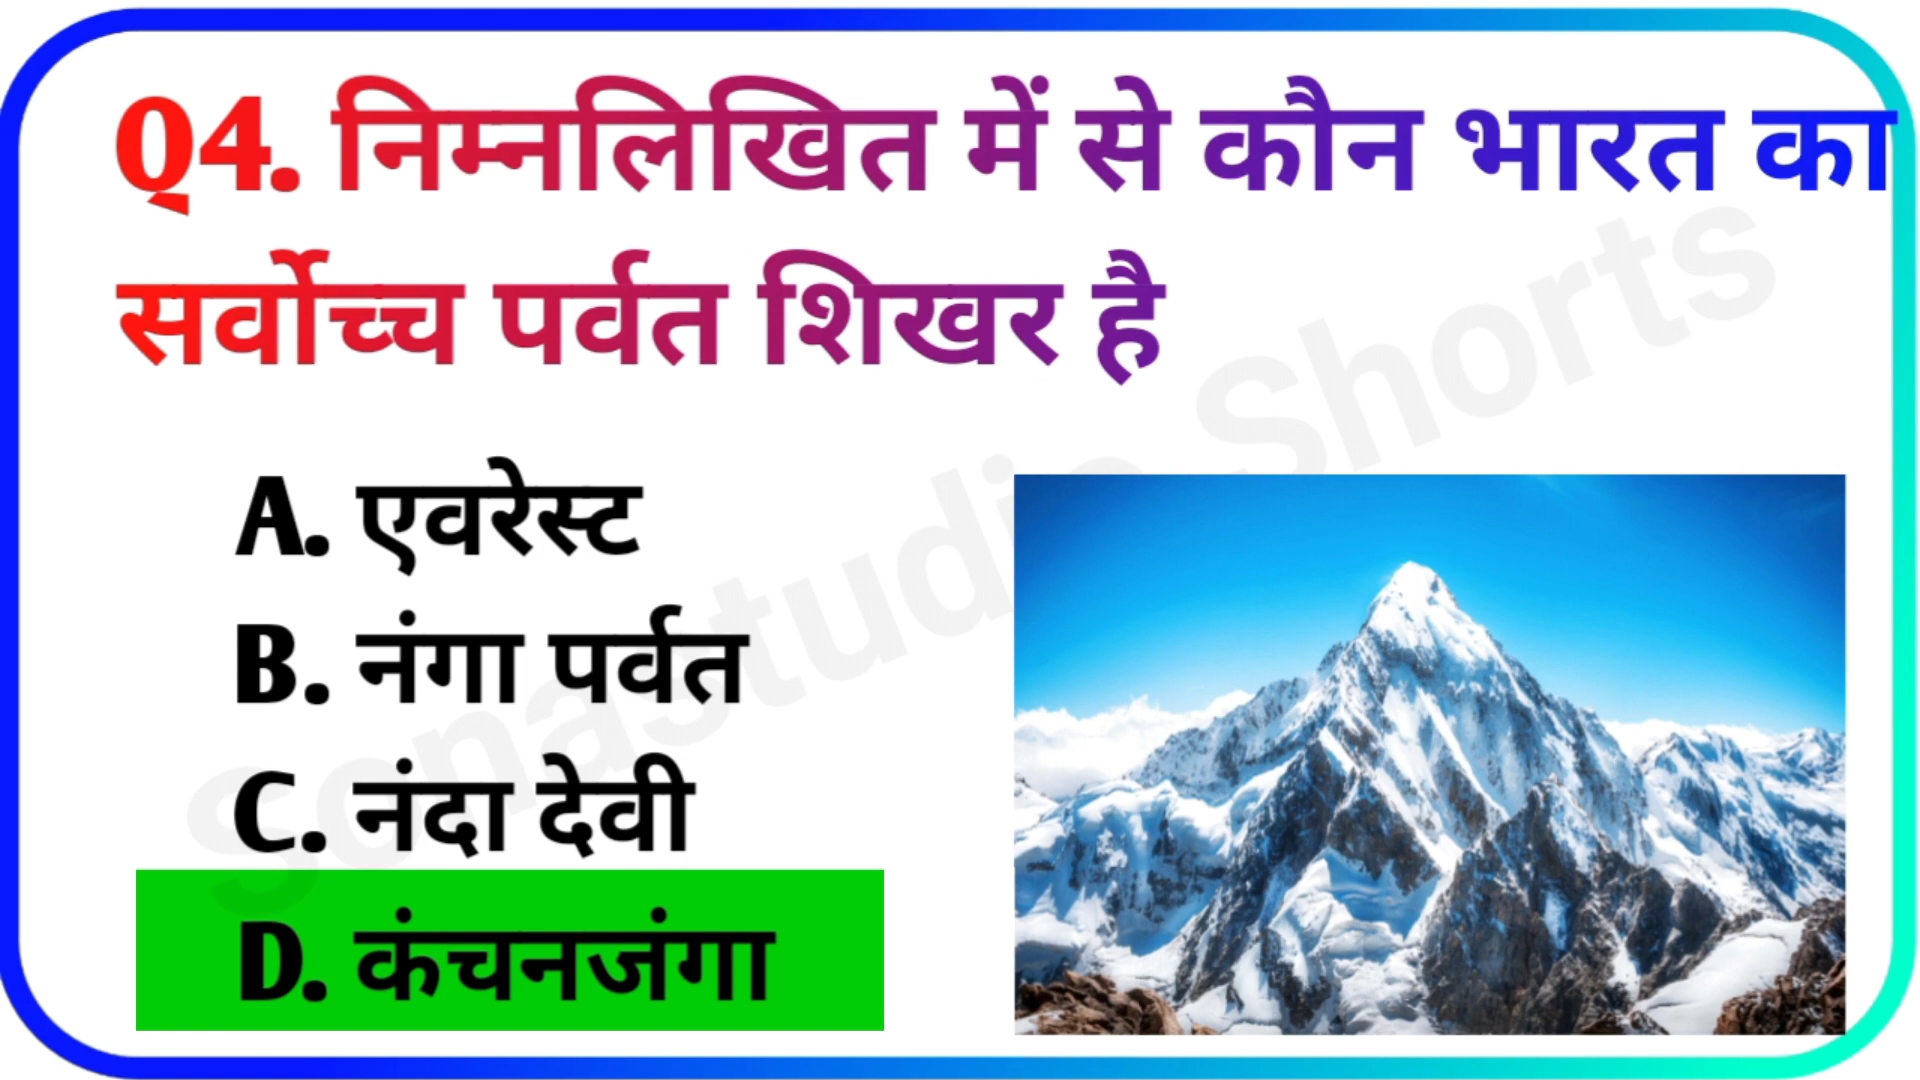 Q4. निम्नलिखित में से कौन भारत का
सर्वोच्च पर्वत शिखर है
A. एवरेस्ट
B. नंगा पर्वत
C. नंदा देवी
D. कंचनजंगा
Sonastudio Shorts